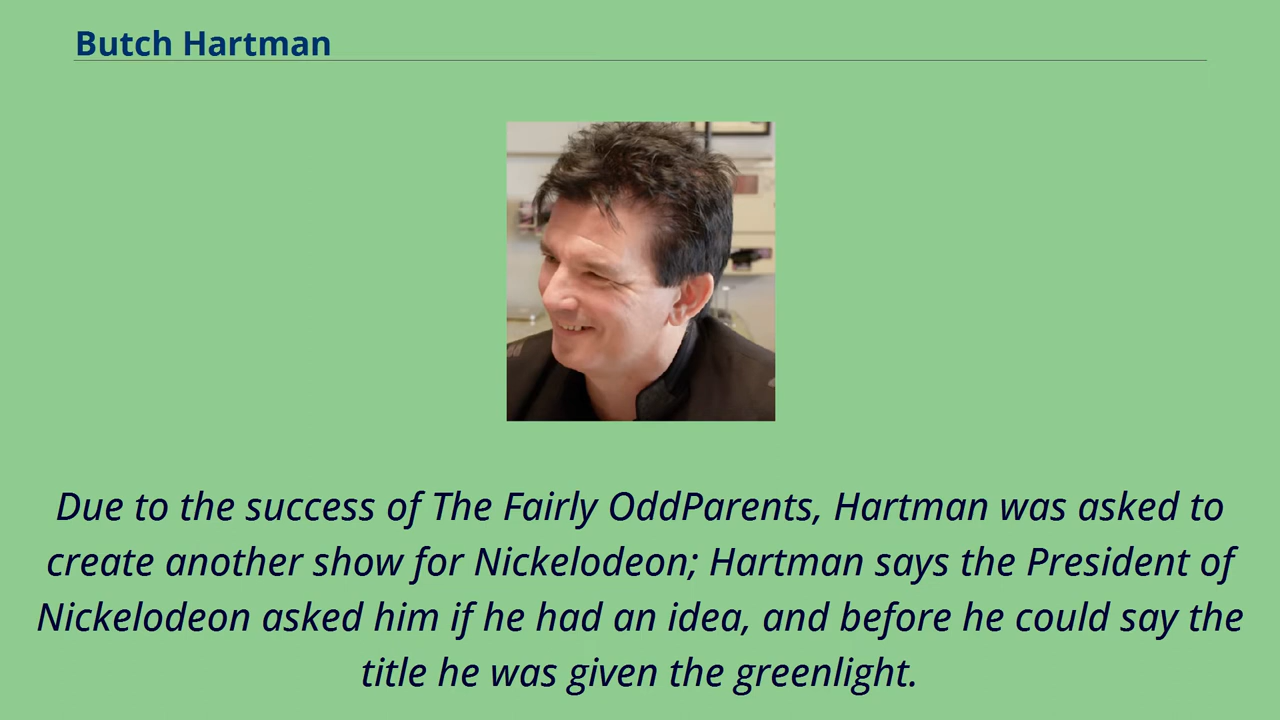 Butch Hartman
Due to the success of The Fairly OddParents, Hartman was asked to
create another show for Nickelodeon; Hartman says the President of
Nickelodeon asked him if he had an idea, and before he could say the
title he was given the greenlight.